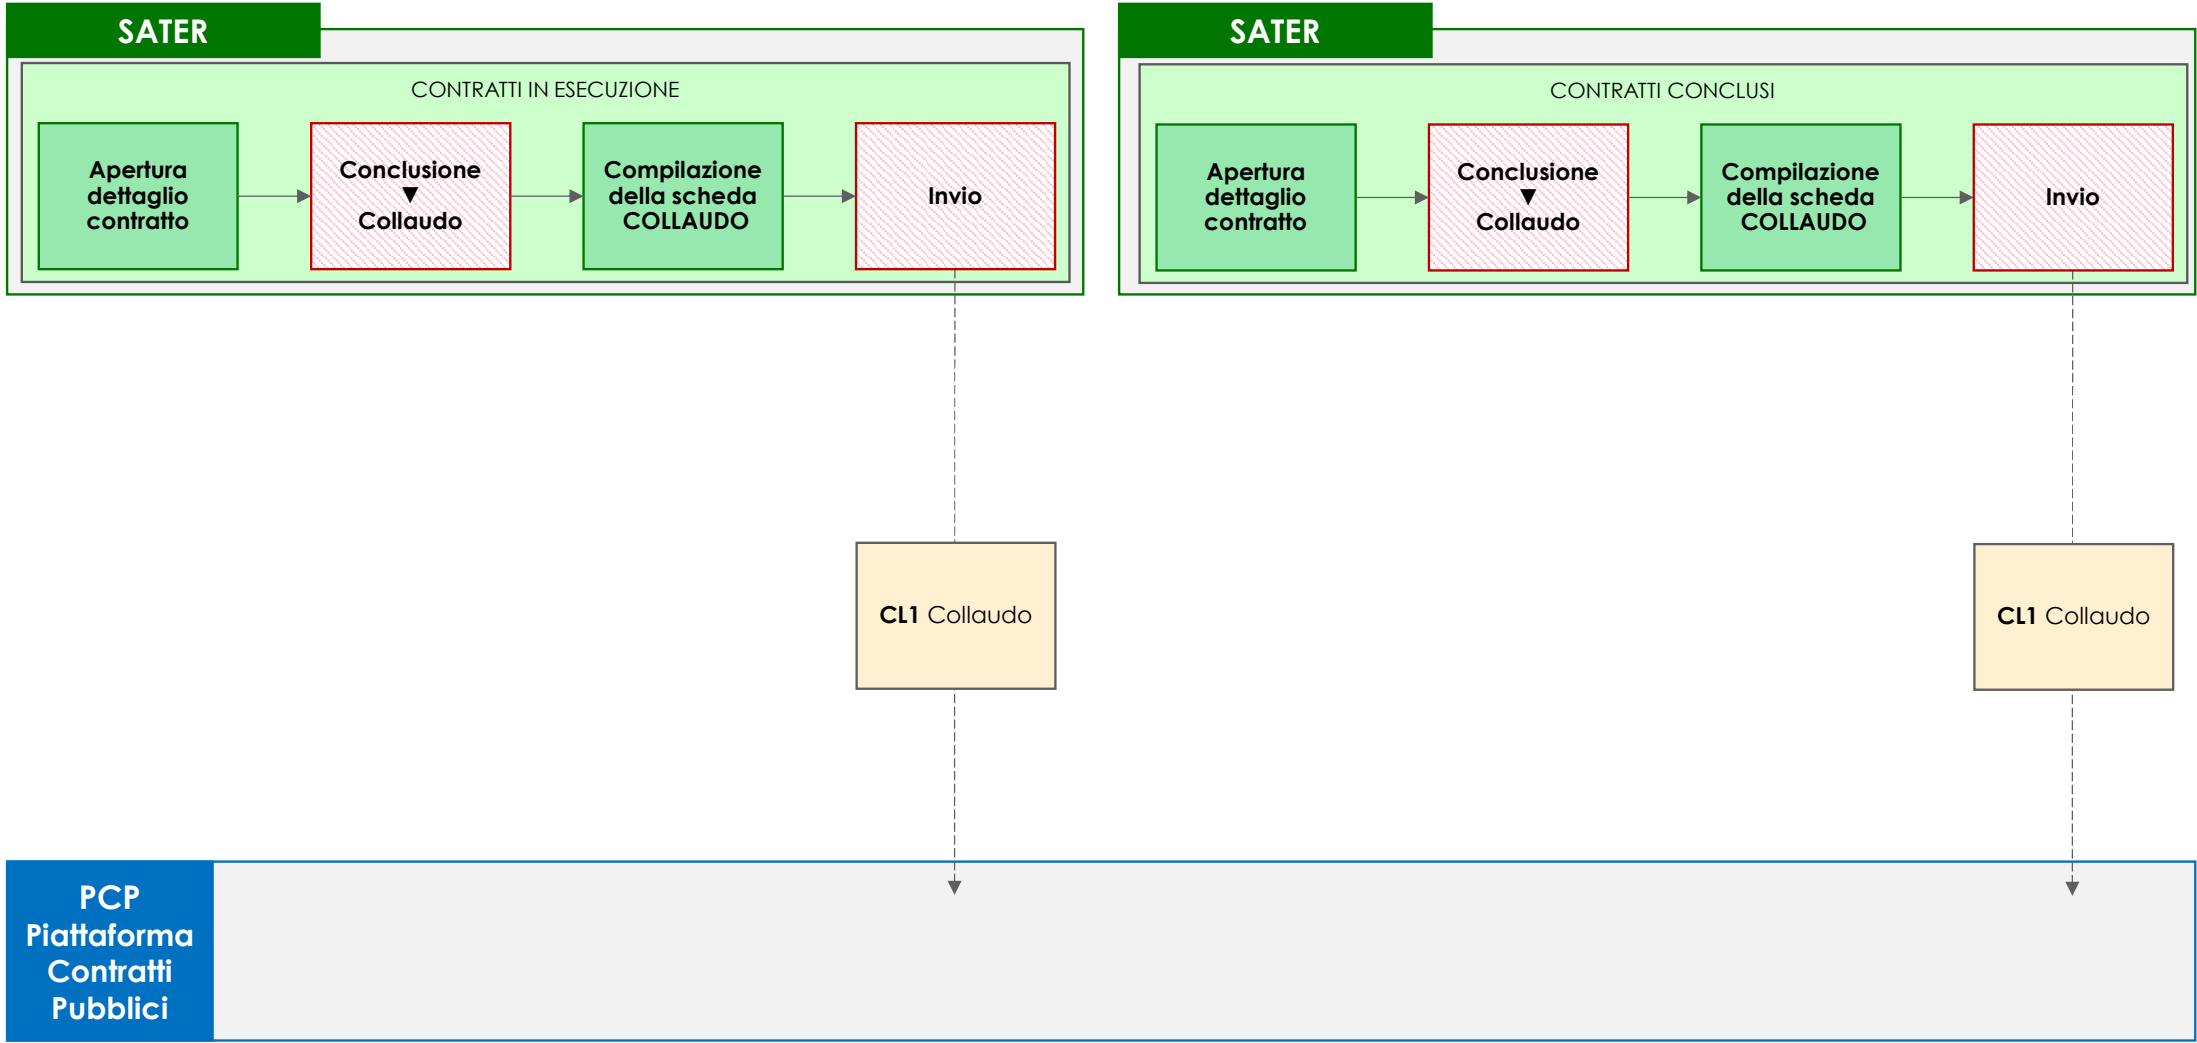 SATER
CONTRATTI IN ESECUZIONE
Apertura
dettaglio
contratto
Conclusione
▼
Collaudo
Compilazione
della scheda
COLLAUDO
Invio
SATER
CONTRATTI CONCLUSI
Apertura
dettaglio
contratto
Conclusione
▼
Collaudo
Compilazione
della scheda
COLLAUDO
Invio
CL1 Collaudo
CL1 Collaudo
PCP
Piattaforma
Contratti
Pubblici